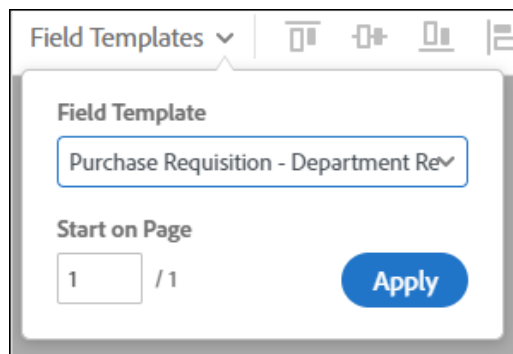 Field Templates
Field Template
Purchase Requisition - Department Re
Start on Page
1 / 1
Apply